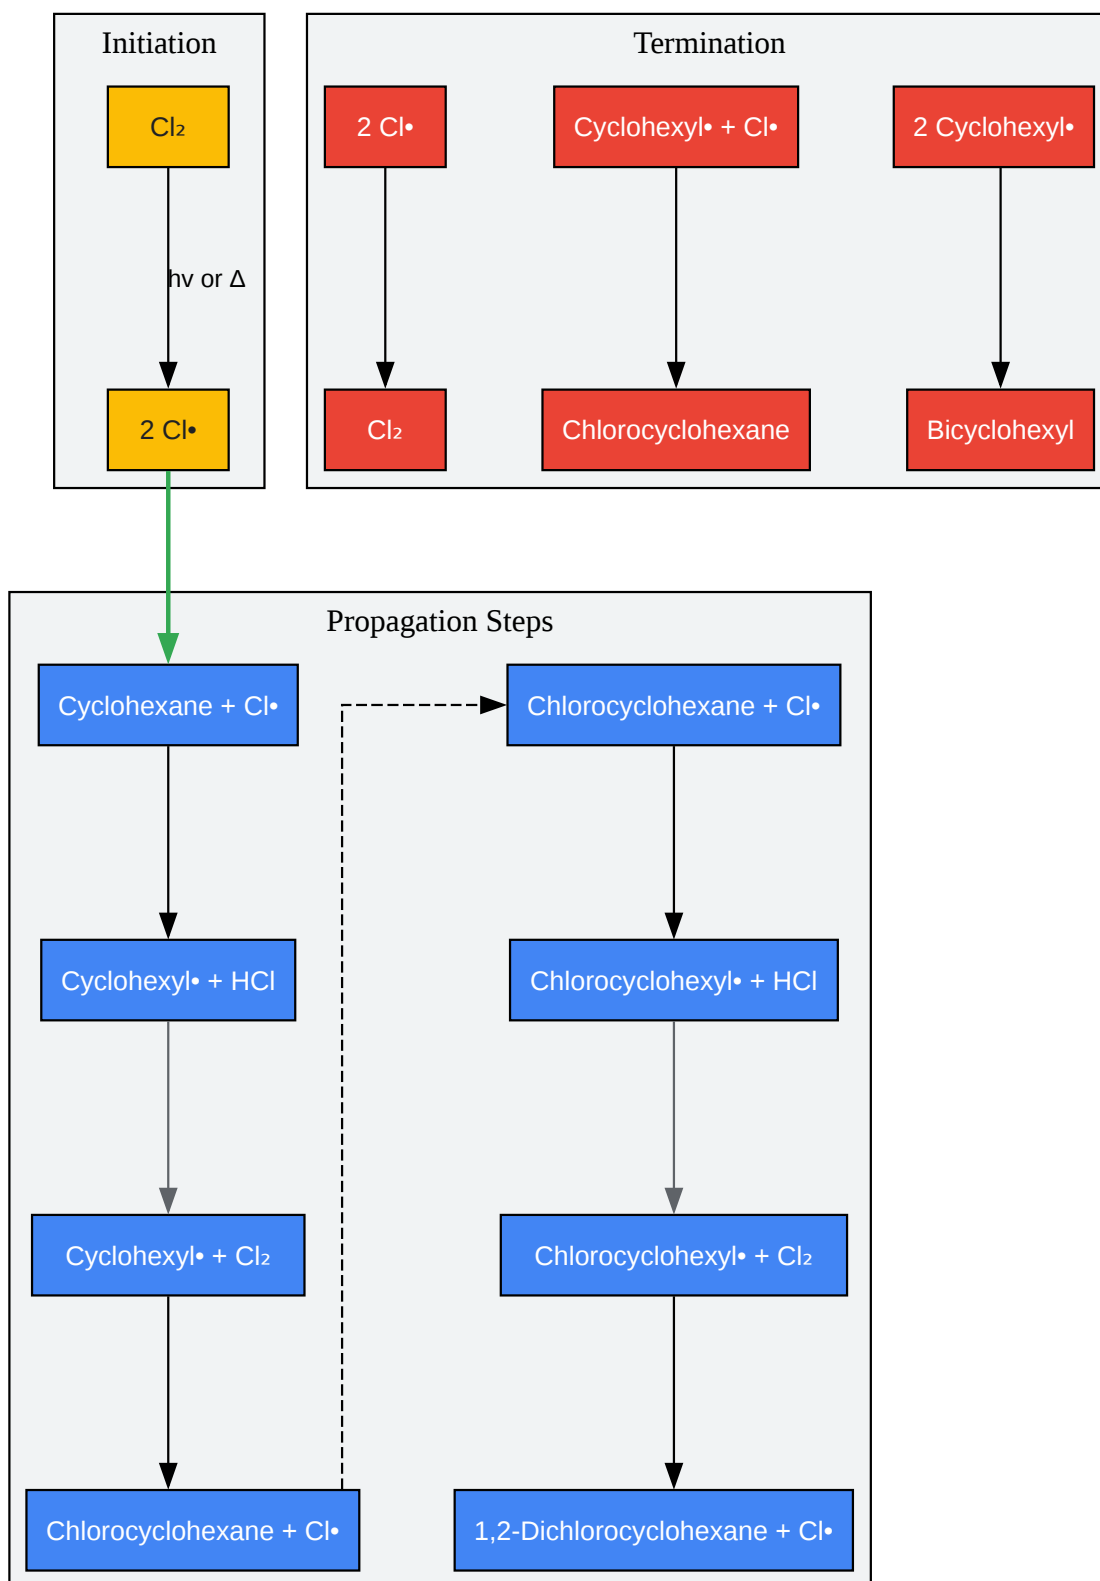 Initiation
Cl₂
hv or Δ
2 Cl•
Termination
2 Cl•
Cyclohexyl• + Cl•
2 Cyclohexyl•
Cl₂
Chlorocyclohexane
Bicyclohexyl
Propagation Steps
Cyclohexane + Cl•
Cyclohexyl• + HCl
Cyclohexyl• + Cl₂
Chlorocyclohexane + Cl•
Chlorocyclohexane + Cl•
Chlorocyclohexyl• + HCl
Chlorocyclohexyl• + Cl₂
1,2-Dichlorocyclohexane + Cl•